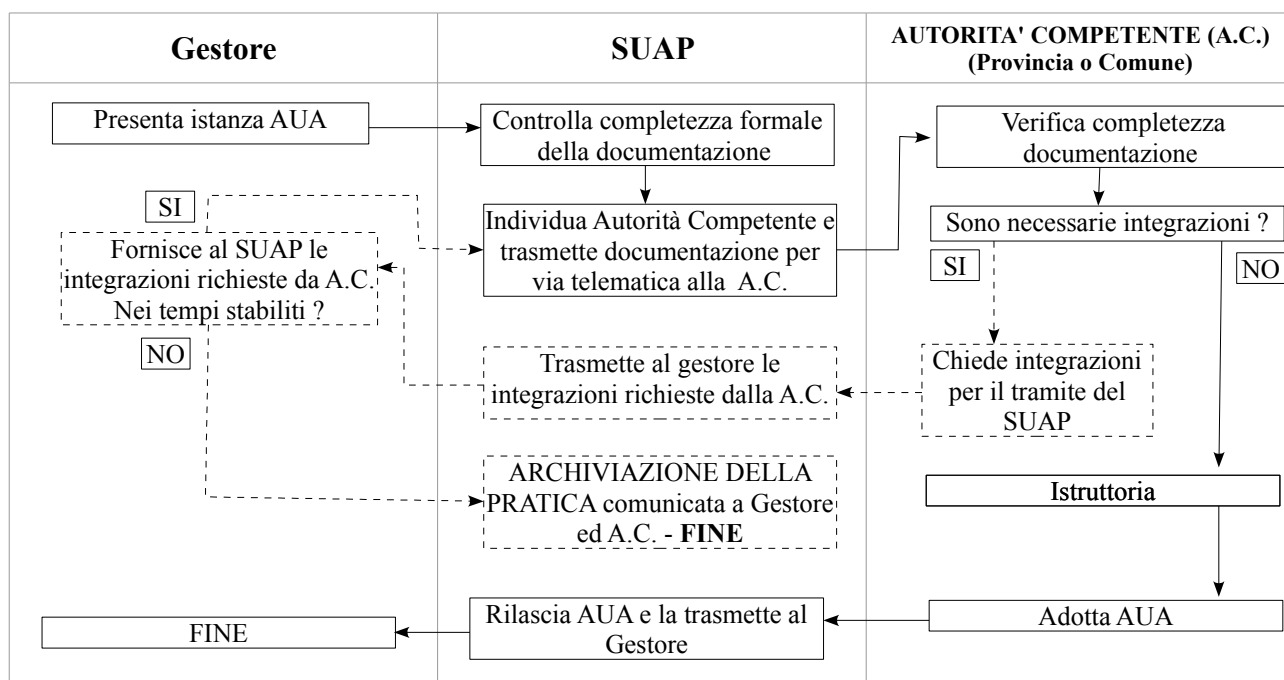 Gestore
SUAP
AUTORITA' COMPETENTE (A.C.)
(Provincia o Comune)
Presenta istanza AUA
Controlla completezza formale
della documentazione
Verifica completezza
documentazione
SI
Individua Autorità Competente e
trasmette documentazione per
via telematica alla A.C.
Sono necessarie integrazioni ?
Fornisce al SUAP le
integrazioni richieste da A.C.
Nei tempi stabiliti ?
SI
NO
NO
Trasmette al gestore le
integrazioni richieste dalla A.C.
Chiede integrazioni
per il tramite del
SUAP
ARCHIVIAZIONE DELLA
PRATICA comunicata a Gestore
ed A.C. - FINE
Istruttoria
Adotta AUA
Rilascia AUA e la trasmette al
Gestore
FINE